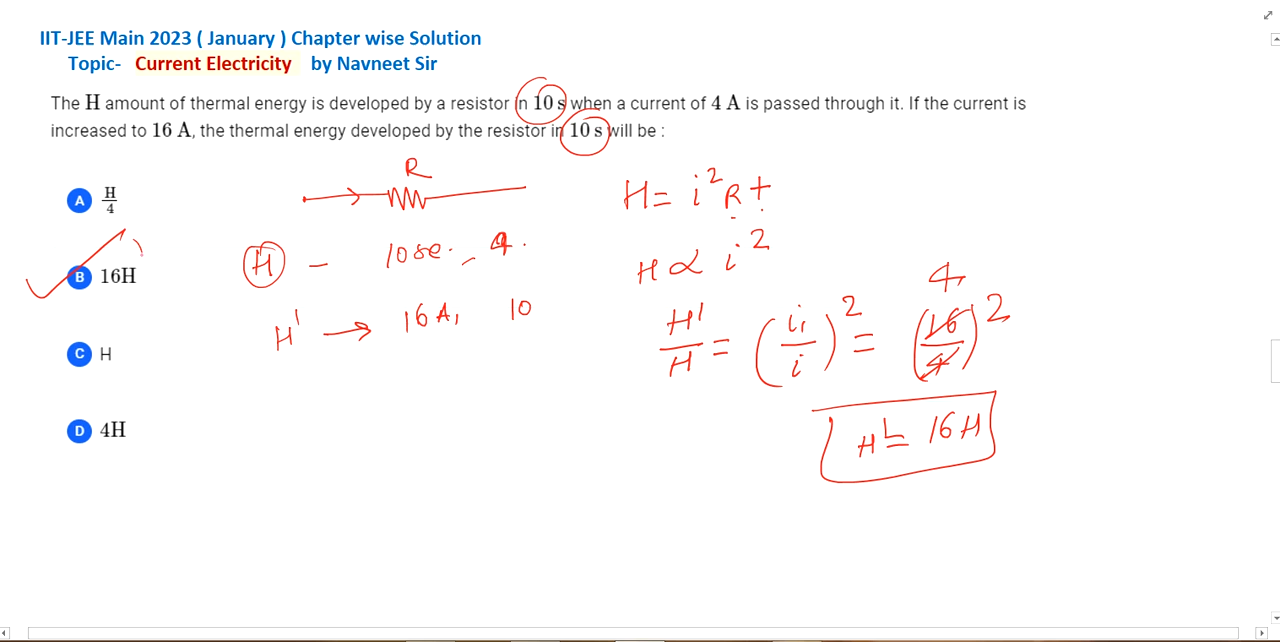 IIT-JEE Main 2023 ( January ) Chapter wise Solution
Topic- Current Electricity by Navneet Sir
The H amount of thermal energy is developed by a resistor in 10 s when a current of 4 A is passed through it. If the current is
increased to 16 A, the thermal energy developed by the resistor in 10 s will be :
R
A H/4
H - 10 se. - 4.
B 16H
H' → 16A, 10
C H
D 4H
H = i²Rt
H ∝ i²
H'/H = (i₁/i)² = (16/4)² 4
H' = 16H